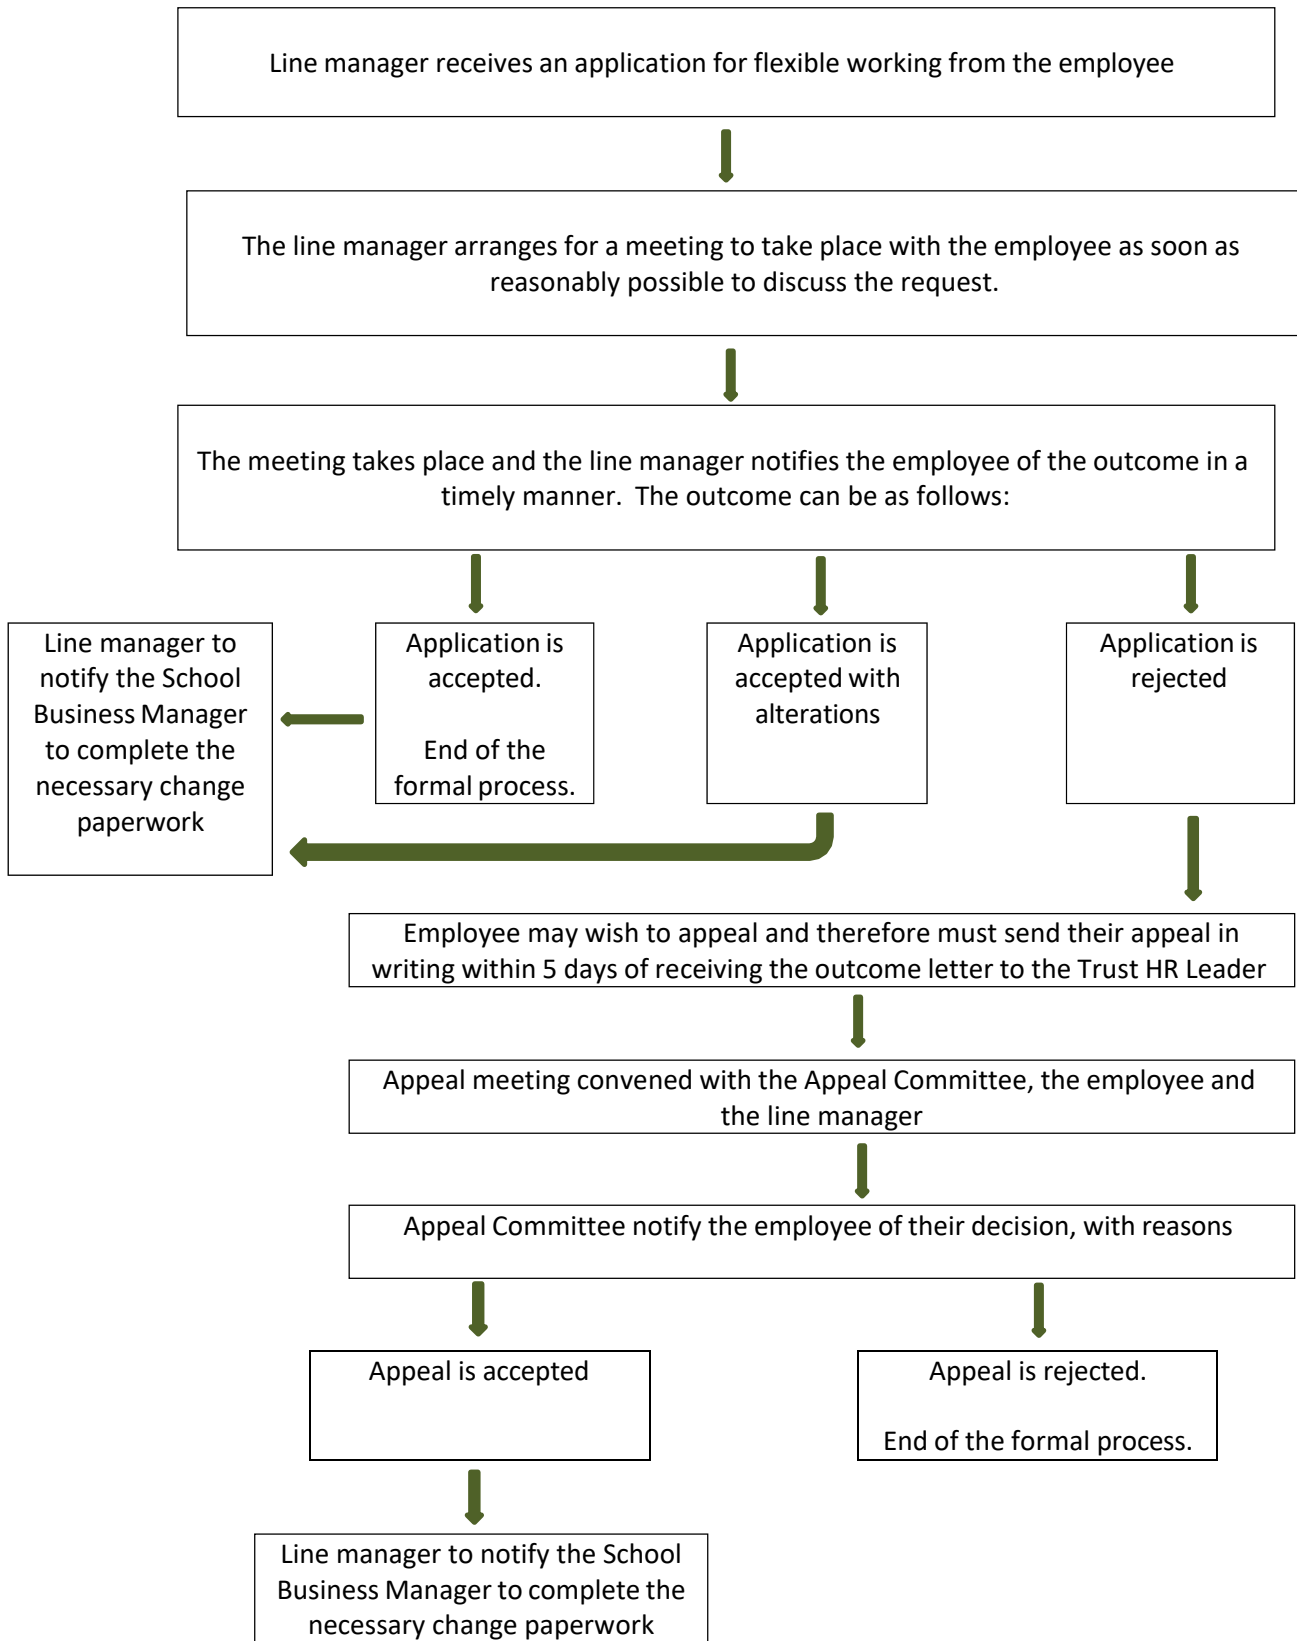 Line manager receives an application for flexible working from the employee
The line manager arranges for a meeting to take place with the employee as soon as
reasonably possible to discuss the request.
The meeting takes place and the line manager notifies the employee of the outcome in a
timely manner.  The outcome can be as follows:
Line manager to
notify the School
Business Manager
to complete the
necessary change
paperwork
Application is
accepted.
End of the
formal process.
Application is
accepted with
alterations
Application is
rejected
Employee may wish to appeal and therefore must send their appeal in
writing within 5 days of receiving the outcome letter to the Trust HR Leader
Appeal meeting convened with the Appeal Committee, the employee and
the line manager
Appeal Committee notify the employee of their decision, with reasons
Appeal is accepted
Appeal is rejected.
End of the formal process.
Line manager to notify the School
Business Manager to complete the
necessary change paperwork